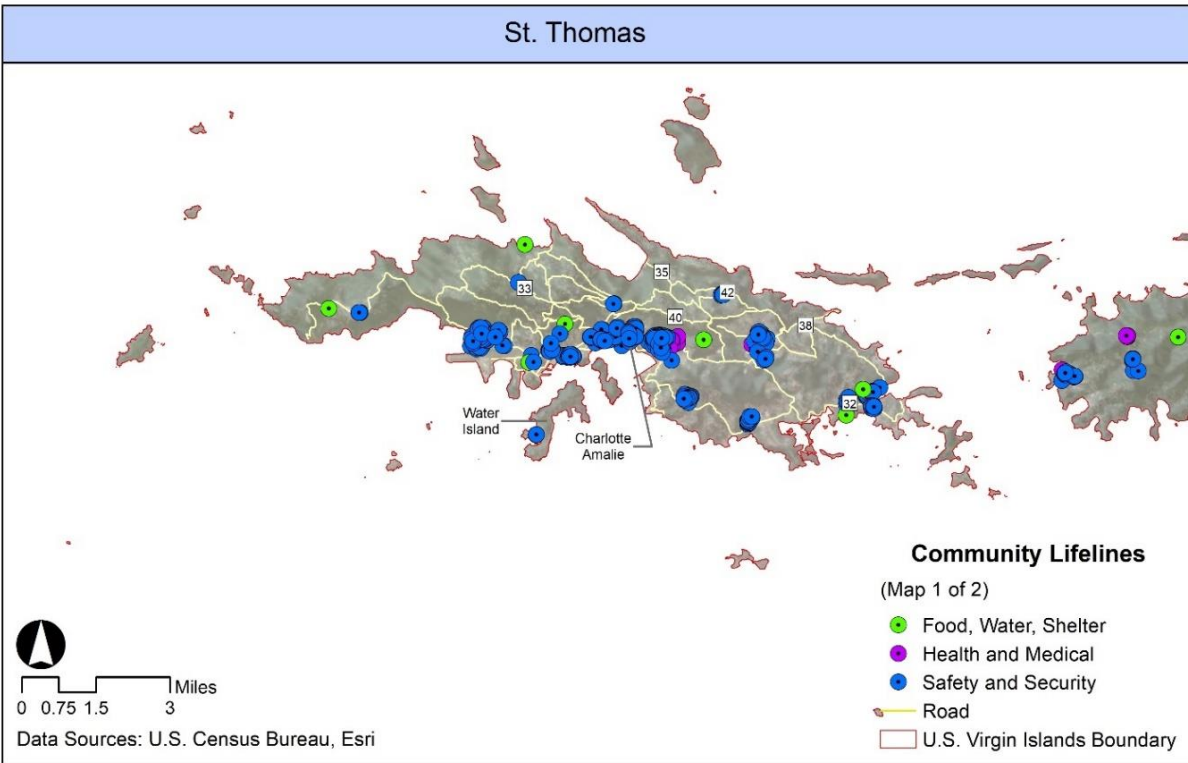 St. Thomas
35
33
42
40
38
32
Water
Island
Charlotte
Amalie
Community Lifelines
(Map 1 of 2)
Food, Water, Shelter
Health and Medical
Safety and Security
Road
U.S. Virgin Islands Boundary
Miles
0 0.75 1.5 3
Data Sources: U.S. Census Bureau, Esri